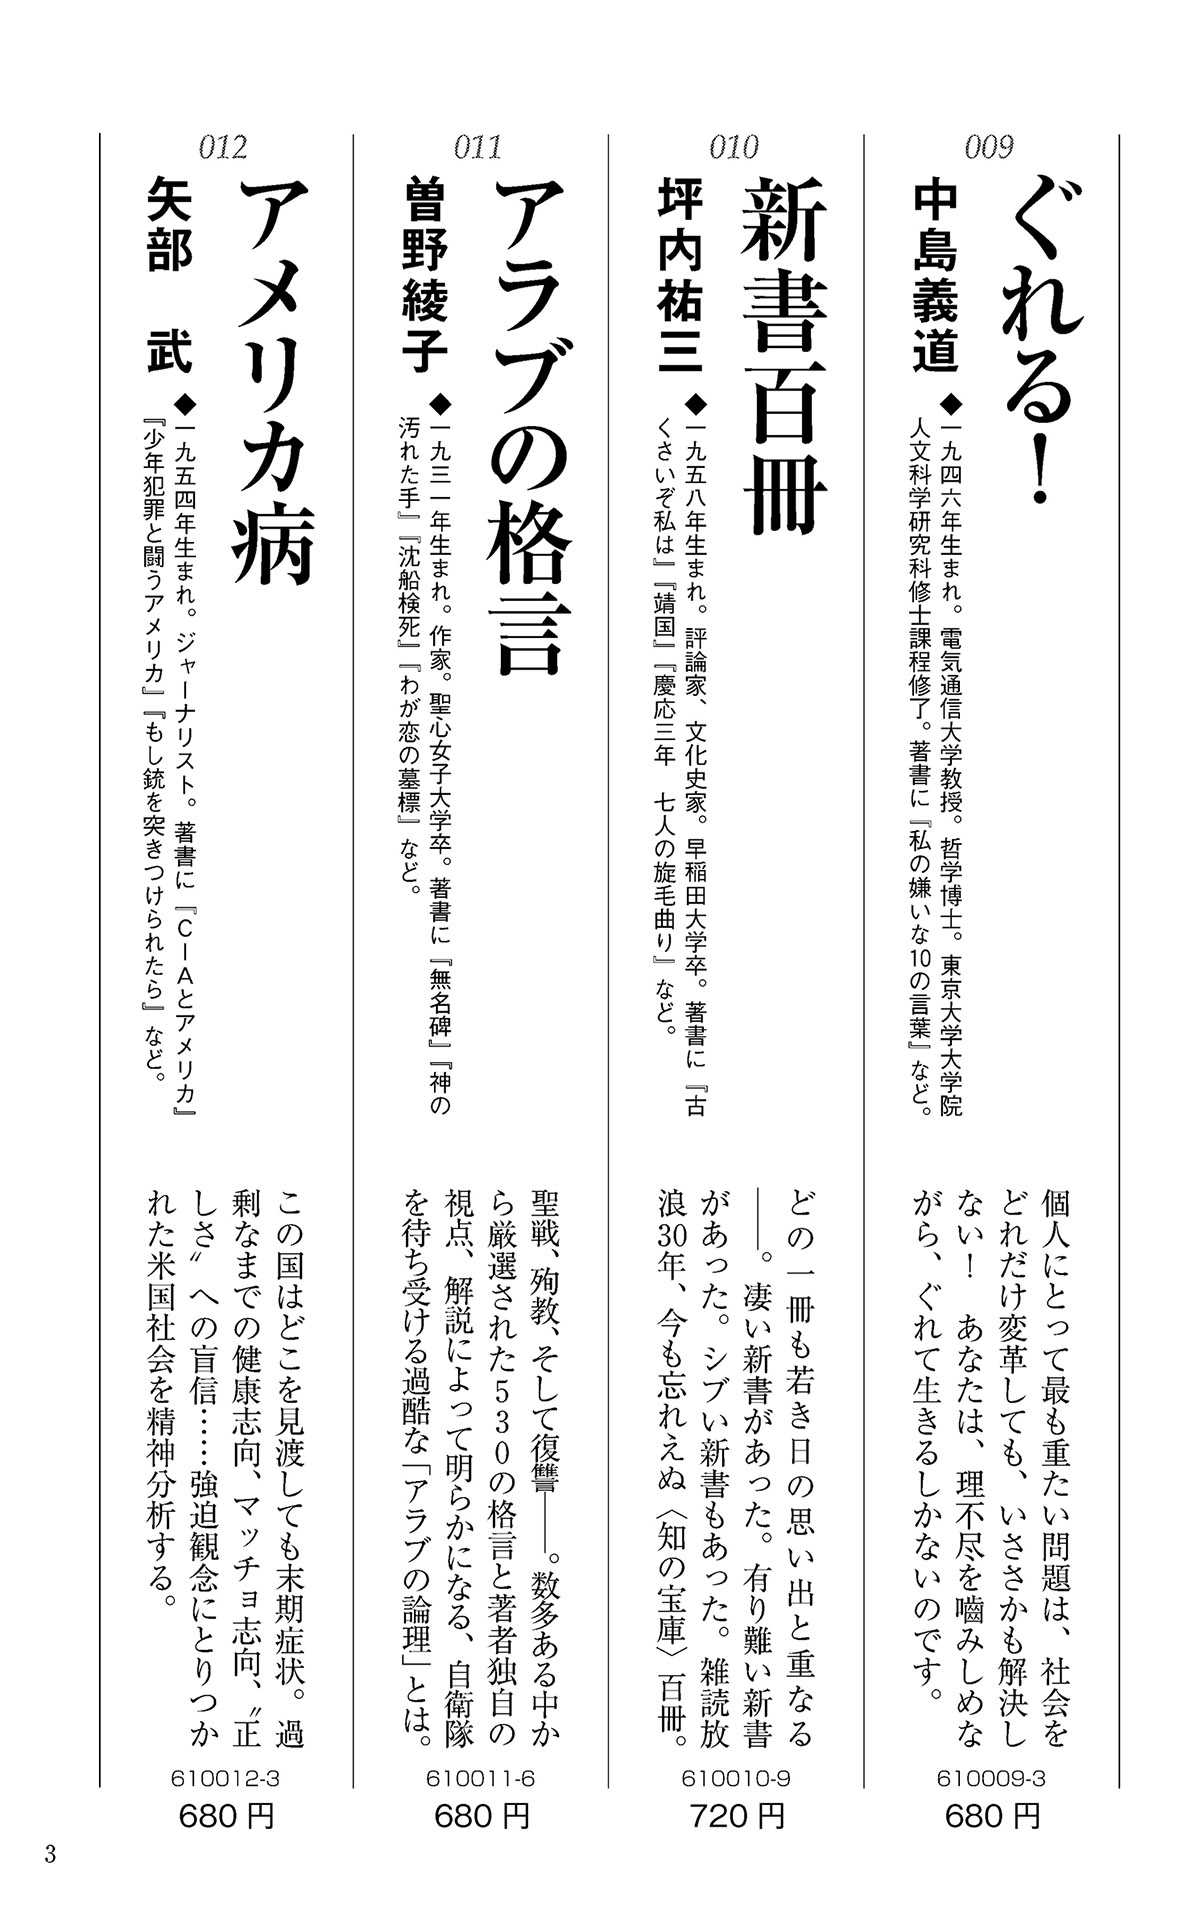 009
ぐれる!
中島義道
◆一九四六年生まれ。電気通信大学教授。哲学博士。東京大学大学院
人文科学研究科修士課程修了。著書に『私の嫌いな10の言葉』など。
個人にとって最も重たい問題は、社会を
どれだけ変革しても、いささかも解決し
ない! あなたは、理不尽を嚙みしめな
がら、ぐれて生きるしかないのです。
610009-3
680円
010
新書百冊
坪内祐三
◆一九五八年生まれ。評論家、文化史家。早稲田大学卒。著書に『古
くさいぞ私は』『靖国』『慶応三年 七人の旋毛曲り』など。
どの一冊も若き日の思い出と重なる
――。凄い新書があった。有り難い新書
があった。シブい新書もあった。雑読放
浪30年、今も忘れえぬ〈知の宝庫〉百冊。
610010-9
720円
011
アラブの格言
曽野綾子
◆一九三一年生まれ。作家。聖心女子大学卒。著書に『無名碑』『神の
汚れた手』『沈船検死』『わが恋の墓標』など。
聖戦、殉教、そして復讐――。数多ある中か
ら厳選された530の格言と著者独自の
視点、解説によって明らかになる、自衛隊
を待ち受ける過酷な「アラブの論理」とは。
610011-6
680円
012
アメリカ病
矢部 武
◆一九五四年生まれ。ジャーナリスト。著書に『CIAとアメリカ』
『少年犯罪と闘うアメリカ』『もし銃を突きつけられたら』など。
この国はどこを見渡しても末期症状。過
剰なまでの健康志向、マッチョ志向、〝正
しさ〟への盲信……強迫観念にとりつか
れた米国社会を精神分析する。
610012-3
680円
3